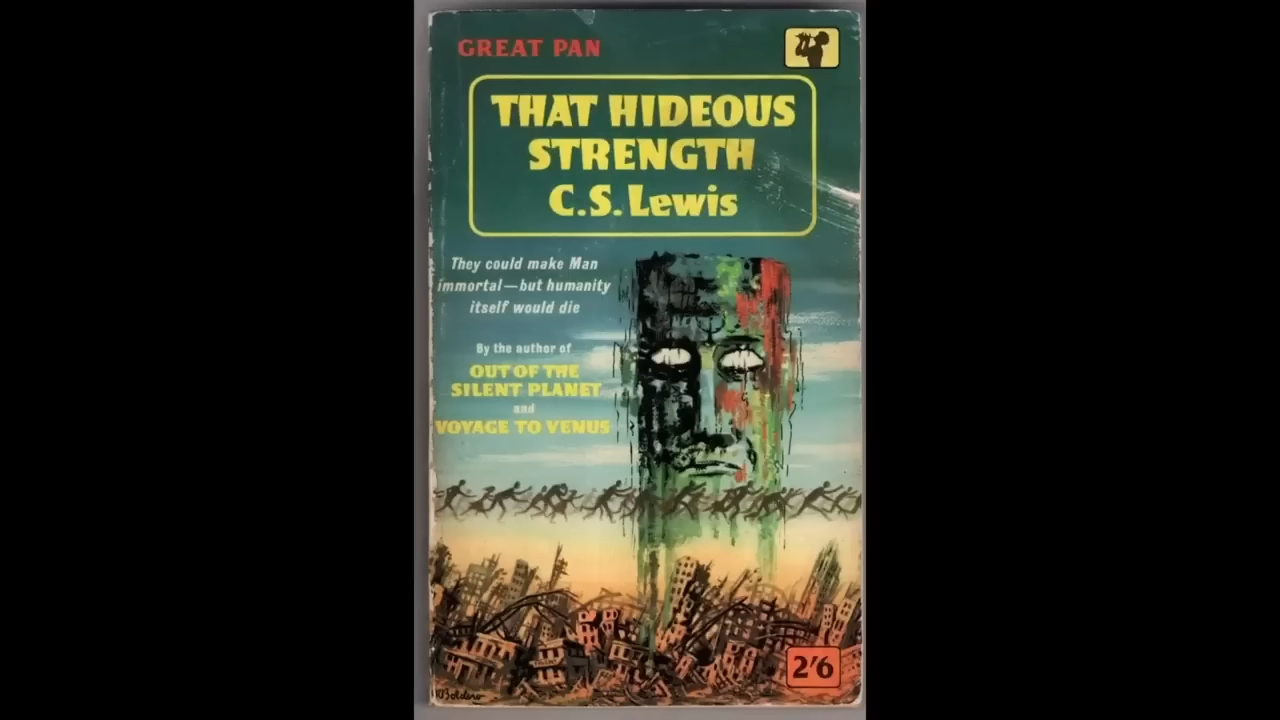 GREAT PAN
THAT HIDEOUS
STRENGTH
C.S. Lewis
They could make Man
immortal—but humanity
itself would die
By the author of
OUT OF THE
SILENT PLANET
and
VOYAGE TO VENUS
2'6